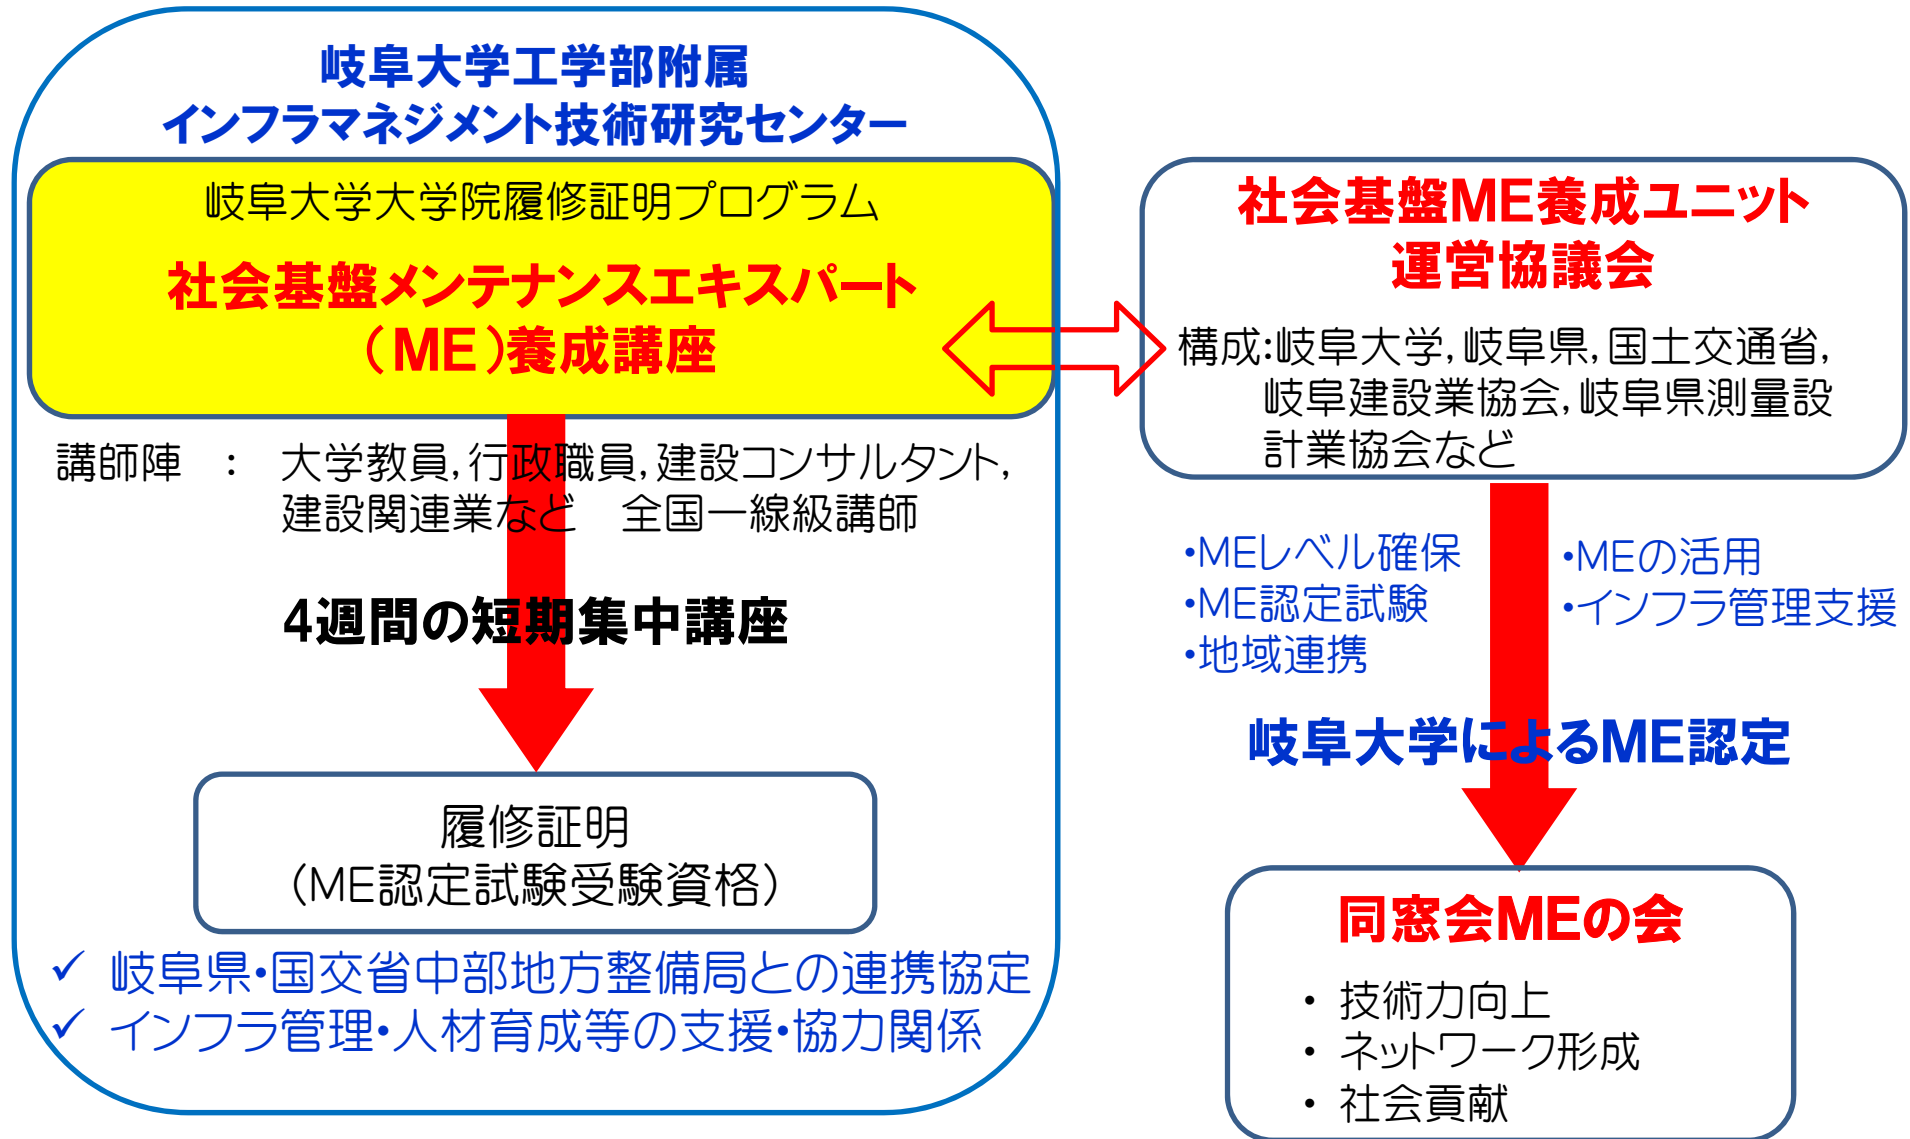 岐阜大学工学部附属
インフラマネジメント技術研究センター
岐阜大学大学院履修証明プログラム
社会基盤メンテナンスエキスパート
（ME）養成講座
講師陣　：　大学教員，行政職員，建設コンサルタント，
建設関連業など　全国一線級講師
4週間の短期集中講座
履修証明
（ME認定試験受験資格）
✓ 岐阜県・国交省中部地方整備局との連携協定
✓ インフラ管理・人材育成等の支援・協力関係
社会基盤ME養成ユニット
運営協議会
構成：岐阜大学，岐阜県，国土交通省，
岐阜建設業協会，岐阜県測量設
計業協会など
・MEレベル確保
・ME認定試験
・地域連携
・MEの活用
・インフラ管理支援
岐阜大学によるME認定
同窓会MEの会
・ 技術力向上
・ ネットワーク形成
・ 社会貢献